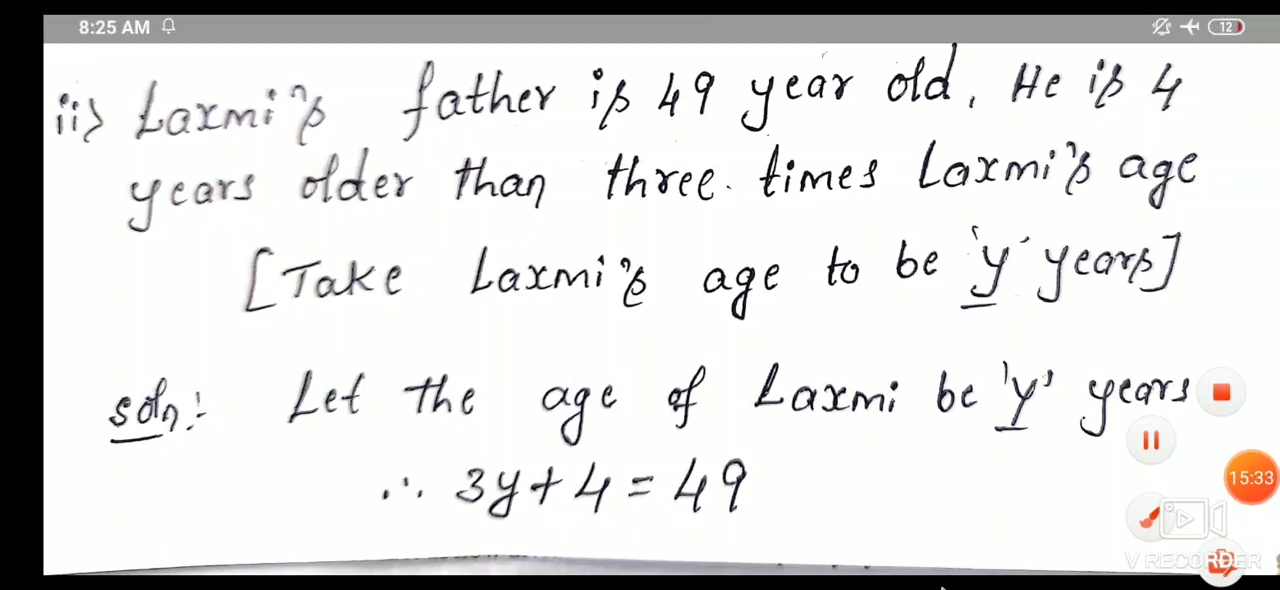 8:25 AM
12
ii) Laxmi's father is 49 year old. He is 4
years older than three times Laxmi's age
[Take Laxmi's age to be 'y' years]
Soln:- Let the age of Laxmi be 'y' years
∴ 3y + 4 = 49
15:33
V RECORDER